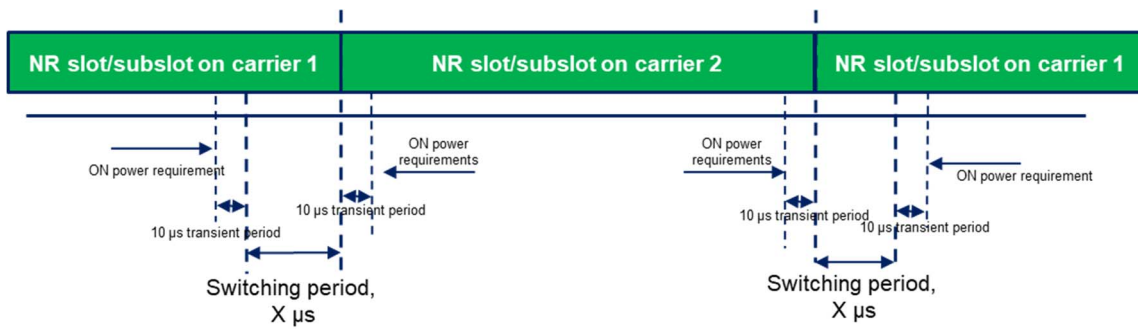 NR slot/subslot on carrier 1
NR slot/subslot on carrier 2
NR slot/subslot on carrier 1
ON power requirement
ON power
requirements
ON power
requirements
ON power requirement
10 µs transient period
10 µs transient period
10 µs transient period
10 µs transient period
Switching period,
X µs
Switching period,
X µs